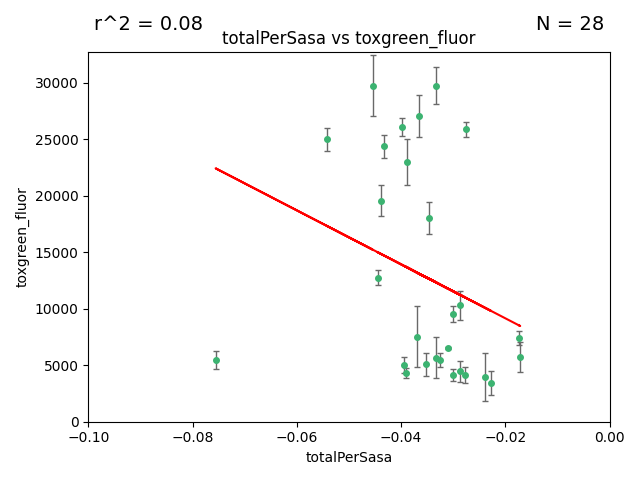 r^2 = 0.08
N = 28
totalPerSasa vs toxgreen_fluor
30000
25000
20000
15000
10000
5000
0
toxgreen_fluor
−0.10
−0.08
−0.06
−0.04
−0.02
0.00
totalPerSasa